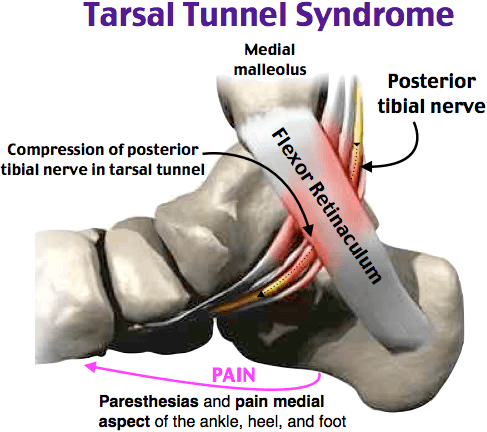 Tarsal Tunnel Syndrome
Medial
malleolus
Posterior
tibial nerve
Compression of posterior
tibial nerve in tarsal tunnel
Flexor Retinaculum
PAIN
Paresthesias and pain medial
aspect of the ankle, heel, and foot